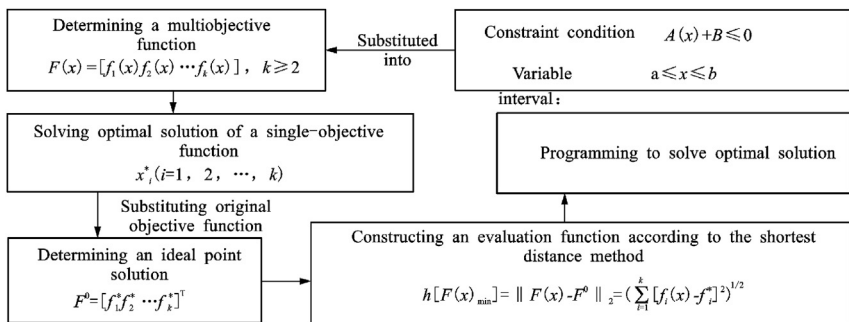 Determining a multiobjective
function
F(x)=[f₁(x)f₂(x)⋯fₖ(x)], k≥2
Substituted
into
Constraint condition A(x)+B≤0
Variable a≤x≤b
interval:
Solving optimal solution of a single-objective
function
x*ᵢ(i=1, 2, ⋯, k)
Programming to solve optimal solution
Substituting original
objective function
Determining an ideal point
solution
F⁰=[f₁*f₂* ⋯fₖ*]ᵀ
Constructing an evaluation function according to the shortest
distance method
h[F(x)min]=‖F(x)-F⁰‖₂=(∑ᵢ₌₁ᵏ[fᵢ(x)-fᵢ*]²)¹/²